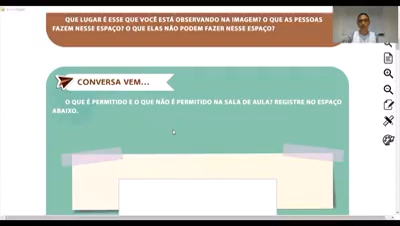 QUE LUGAR É ESSE QUE VOCÊ ESTÁ OBSERVANDO NA IMAGEM? O QUE AS PESSOAS
FAZEM NESSE ESPAÇO? O QUE ELAS NÃO PODEM FAZER NESSE ESPAÇO?
CONVERSA VEM...
O QUE É PERMITIDO E O QUE NÃO É PERMITIDO NA SALA DE AULA? REGISTRE NO ESPAÇO
ABAIXO.